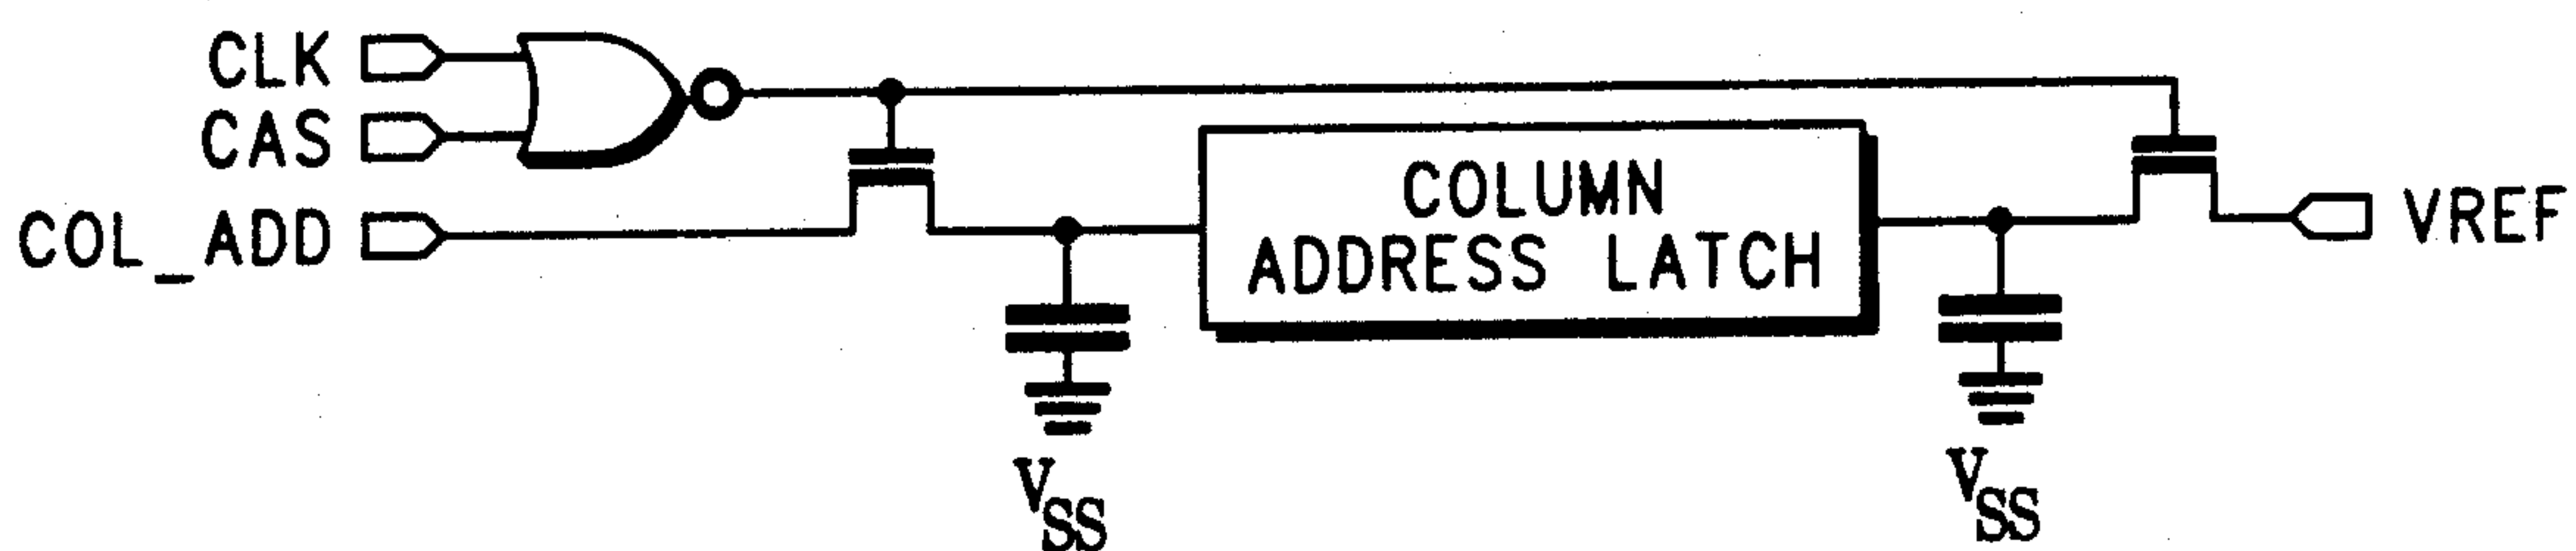 CLK
CAS
COL_ADD
COLUMN
ADDRESS LATCH
VREF
VSS
VSS